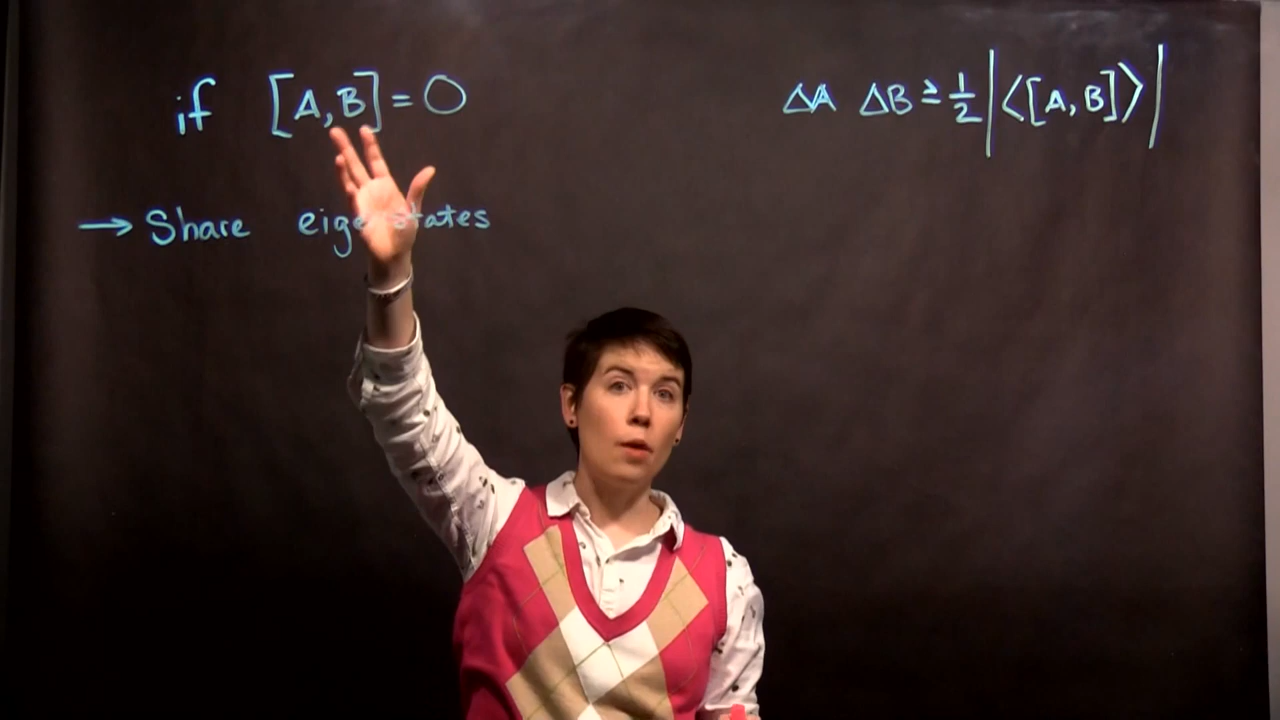 if [A,B]=0
→ Share eigenstates
ΔA ΔB ≥ 1/2 |⟨[A,B]⟩|